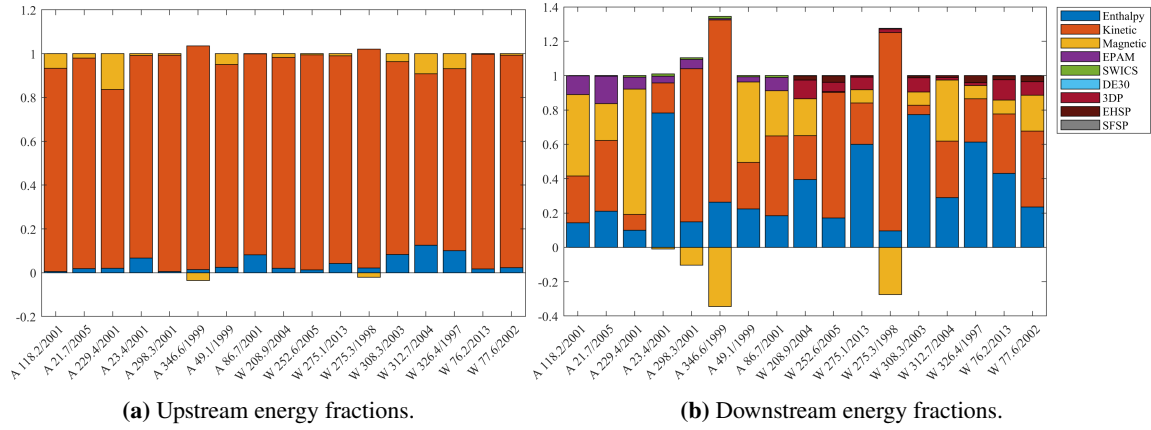 1.2
1
0.8
0.6
0.4
0.2
0
-0.2
A 118.2/2001
A 21.7/2005
A 229.4/2001
A 23.4/2001
A 298.3/2001
A 346.6/1999
A 49.1/1999
A 86.7/2001
W 208.9/2004
W 252.6/2005
W 275.1/2013
W 275.3/1998
W 308.3/2003
W 312.7/2004
W 326.4/1997
W 76.2/2013
W 77.6/2002
(a) Upstream energy fractions.
1.4
1.2
1
0.8
0.6
0.4
0.2
0
-0.2
-0.4
A 118.2/2001
A 21.7/2005
A 229.4/2001
A 23.4/2001
A 298.3/2001
A 346.6/1999
A 49.1/1999
A 86.7/2001
W 208.9/2004
W 252.6/2005
W 275.1/2013
W 275.3/1998
W 308.3/2003
W 312.7/2004
W 326.4/1997
W 76.2/2013
W 77.6/2002
Enthalpy
Kinetic
Magnetic
EPAM
SWICS
DE30
3DP
EHSP
SFSP
(b) Downstream energy fractions.